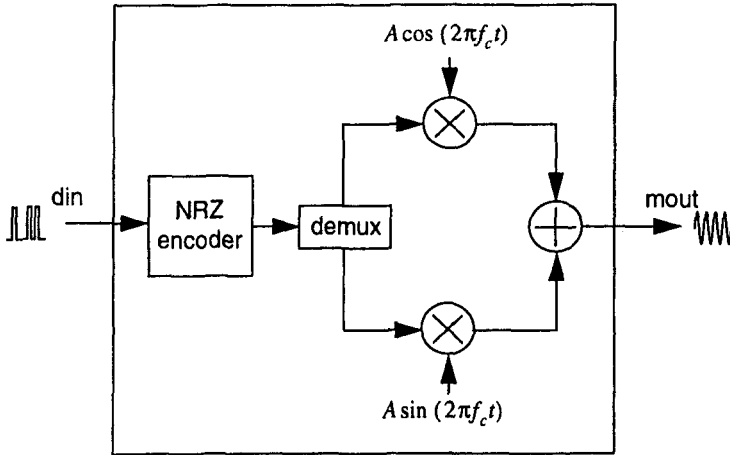 A cos (2πf_c t)
din
NRZ
encoder
demux
mout
A sin (2πf_c t)